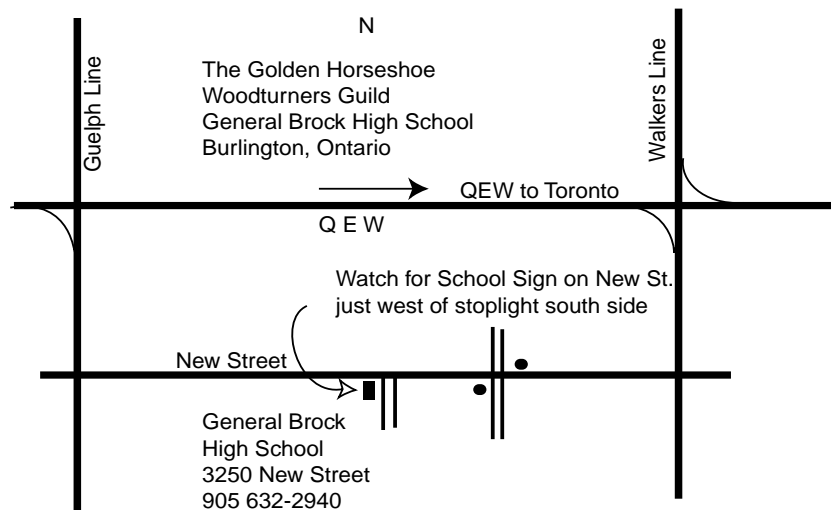 N
Guelph Line
The Golden Horseshoe
Woodturners Guild
General Brock High School
Burlington, Ontario
Walkers Line
QEW to Toronto
Q E W
Watch for School Sign on New St.
just west of stoplight south side
New Street
General Brock
High School
3250 New Street
905 632-2940